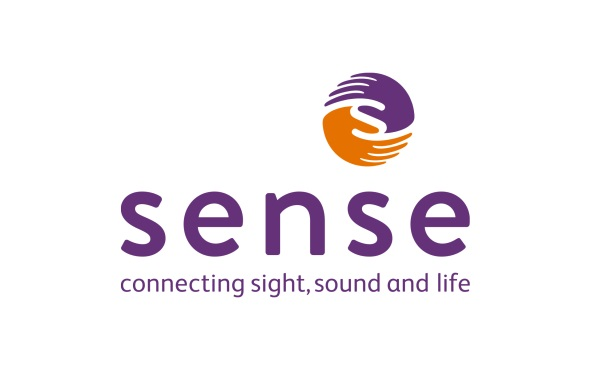 s
sense
connecting sight, sound and life